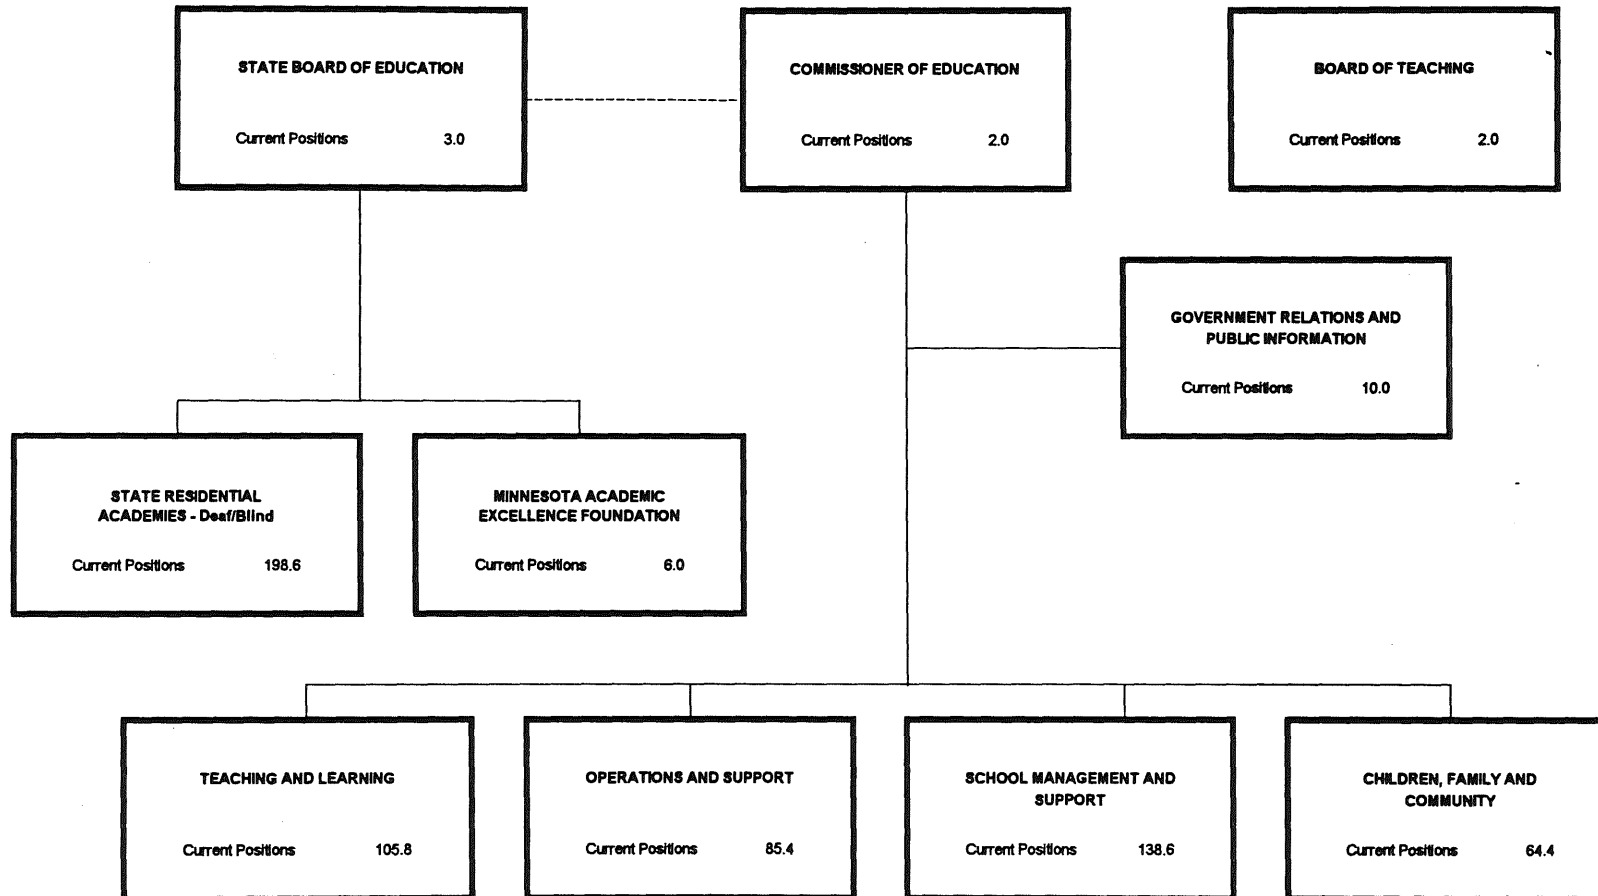 STATE BOARD OF EDUCATION
Current Positions 3.0
COMMISSIONER OF EDUCATION
Current Positions 2.0
BOARD OF TEACHING
Current Positions 2.0
GOVERNMENT RELATIONS AND
PUBLIC INFORMATION
Current Positions 10.0
STATE RESIDENTIAL
ACADEMIES - Deaf/Blind
Current Positions 198.6
MINNESOTA ACADEMIC
EXCELLENCE FOUNDATION
Current Positions 6.0
TEACHING AND LEARNING
Current Positions 105.8
OPERATIONS AND SUPPORT
Current Positions 85.4
SCHOOL MANAGEMENT AND
SUPPORT
Current Positions 138.6
CHILDREN, FAMILY AND
COMMUNITY
Current Positions 64.4